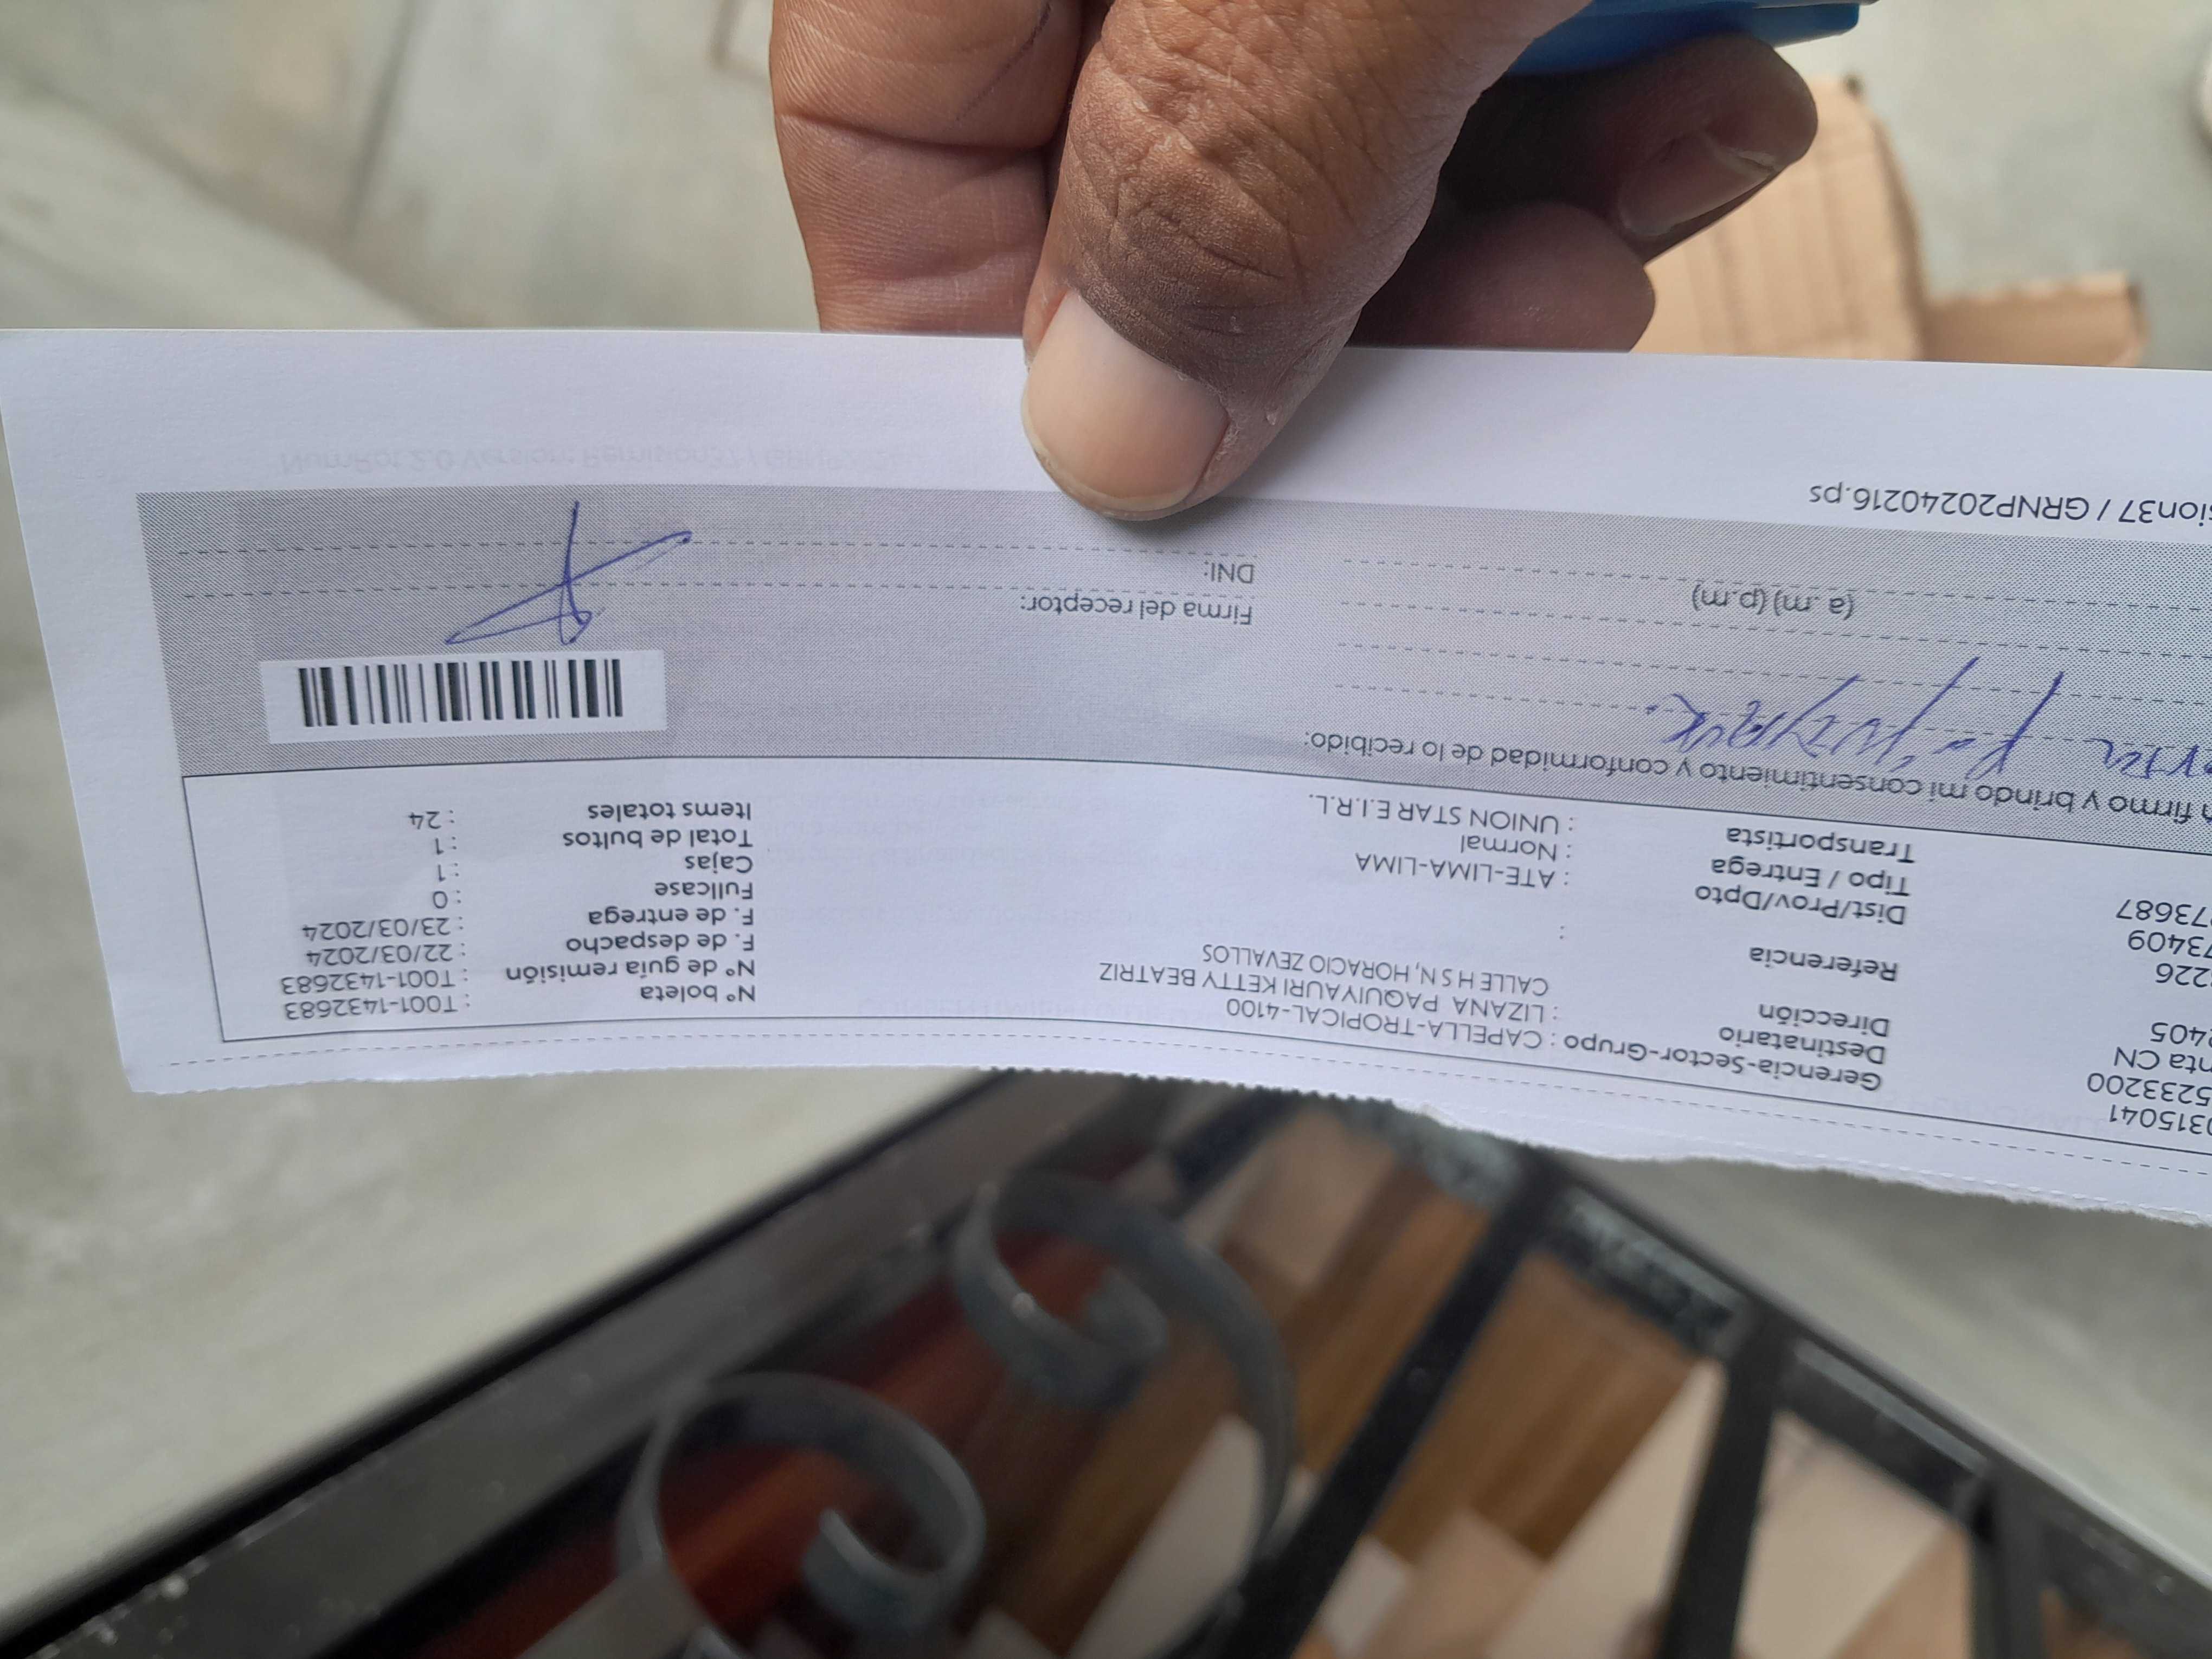 0315041
5233200
nta CN
2405
226
73409
973687
Gerencia-Sector-Grupo : CAPELLA-TROPICAL-4100
Destinatario : LIZANA PAQUIYAURI KETTY BEATRIZ
Dirección CALLE H S N, HORACIO ZEVALLOS
Referencia :
Dist/Prov/Dpto : ATE-LIMA-LIMA
Tipo / Entrega : Normal
Transportista : UNION STAR E.I.R.L.
N° boleta : T001-1432683
N° de guía remisión : T001-1432683
F. de despacho : 22/03/2024
F. de entrega : 23/03/2024
Fullcase : 0
Cajas : 1
Total de bultos : 1
Items totales : 24
firmo y brindo mi consentimiento y conformidad de lo recibido:
(a .m) (p.m)
Firma del receptor:
DNI:
sion37 / GRNP20240216.ps